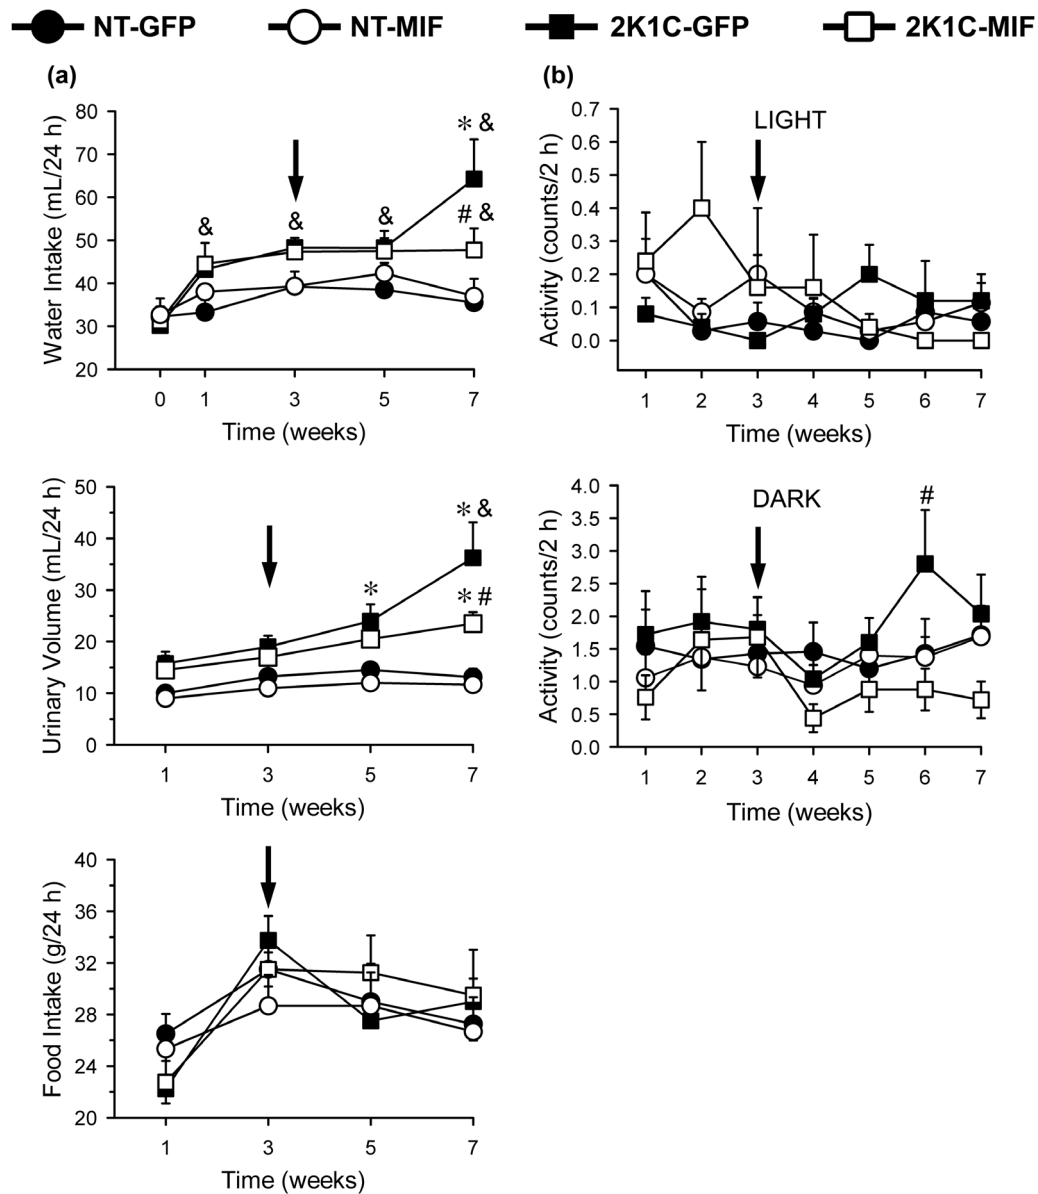 NT-GFP NT-MIF 2K1C-GFP 2K1C-MIF
(a)
80
70
60
50
40
30
20
Water Intake (mL/24 h)
* &
# &
&
&
&
0 1 3 5 7
Time (weeks)
50
40
30
20
10
0
Urinary Volume (mL/24 h)
* &
*
* #
1 3 5 7
Time (weeks)
40
36
32
28
24
20
Food Intake (g/24 h)
1 3 5 7
Time (weeks)
(b)
LIGHT
0.7
0.6
0.5
0.4
0.3
0.2
0.1
0.0
Activity (counts/2 h)
1 2 3 4 5 6 7
Time (weeks)
DARK
#
4.0
3.5
3.0
2.5
2.0
1.5
1.0
0.5
0.0
Activity (counts/2 h)
1 2 3 4 5 6 7
Time (weeks)